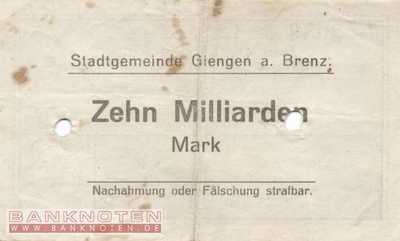 Stadtgemeinde Giengen a. Brenz.
Zehn Milliarden
Mark
Nachahmung oder Fälschung strafbar.
BANKNOTEN
WWW.BANKNOTEN.DE